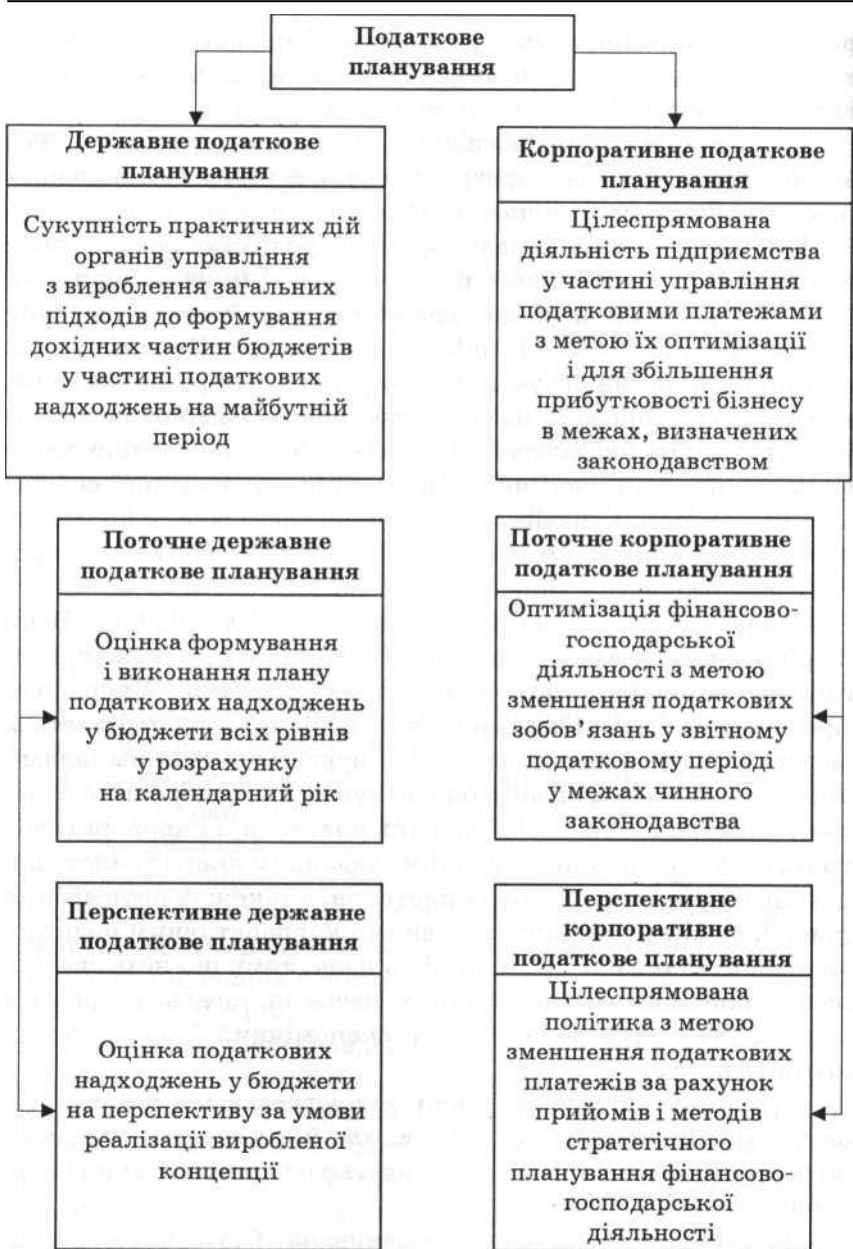 Податкове
планування
Державне податкове
планування
Сукупність практичних дій
органів управління
з вироблення загальних
підходів до формування
дохідних частин бюджетів
у частині податкових
надходжень на майбутній
період
Корпоративне податкове
планування
Цілеспрямована
діяльність підприємства
у частині управління
податковими платежами
з метою їх оптимізації
і для збільшення
прибутковості бізнесу
в межах, визначених
законодавством
Поточне державне
податкове планування
Оцінка формування
і виконання плану
податкових надходжень
у бюджети всіх рівнів
у розрахунку
на календарний рік
Поточне корпоративне
податкове планування
Оптимізація фінансово-
господарської
діяльності з метою
зменшення податкових
зобов’язань у звітному
податковому періоді
у межах чинного
законодавства
Перспективне державне
податкове планування
Оцінка податкових
надходжень у бюджети
на перспективу за умови
реалізації виробленої
концепції
Перспективне
корпоративне
податкове планування
Цілеспрямована
політика з метою
зменшення податкових
платежів за рахунок
прийомів і методів
стратегічного
планування фінансово-
господарської
діяльності